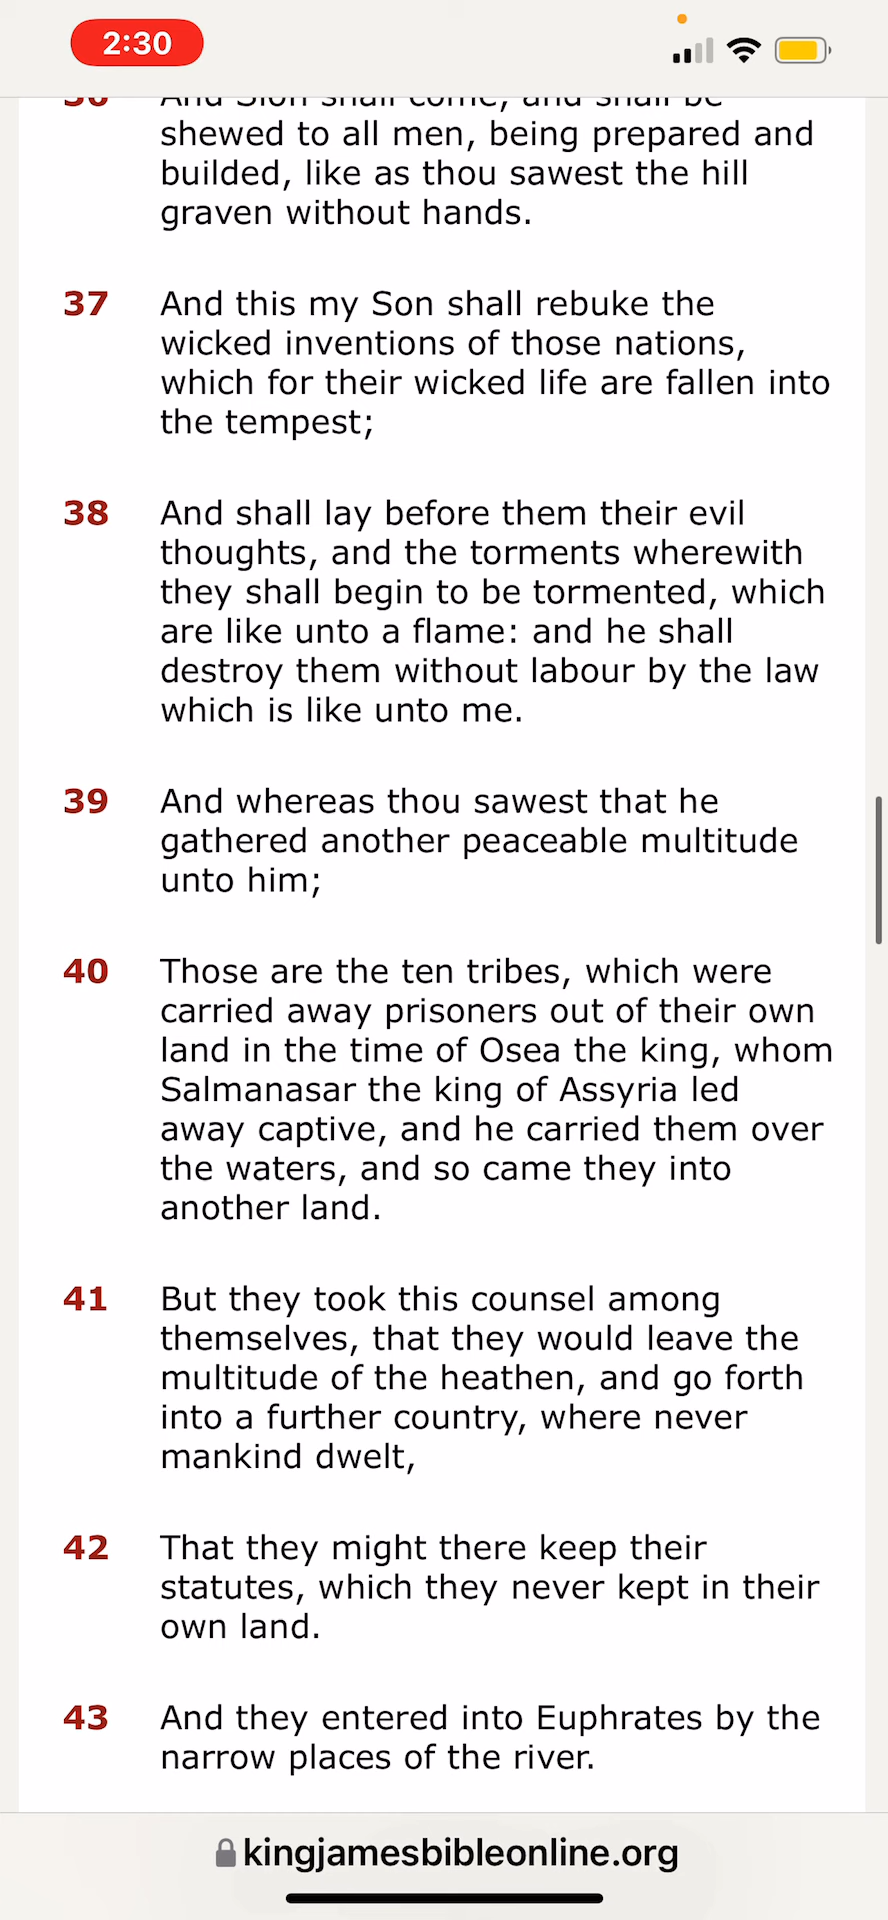 2:30
36 And Sion shall come, and shall be
shewed to all men, being prepared and
builded, like as thou sawest the hill
graven without hands.
37 And this my Son shall rebuke the
wicked inventions of those nations,
which for their wicked life are fallen into
the tempest;
38 And shall lay before them their evil
thoughts, and the torments wherewith
they shall begin to be tormented, which
are like unto a flame: and he shall
destroy them without labour by the law
which is like unto me.
39 And whereas thou sawest that he
gathered another peaceable multitude
unto him;
40 Those are the ten tribes, which were
carried away prisoners out of their own
land in the time of Osea the king, whom
Salmanasar the king of Assyria led
away captive, and he carried them over
the waters, and so came they into
another land.
41 But they took this counsel among
themselves, that they would leave the
multitude of the heathen, and go forth
into a further country, where never
mankind dwelt,
42 That they might there keep their
statutes, which they never kept in their
own land.
43 And they entered into Euphrates by the
narrow places of the river.
kingjamesbibleonline.org